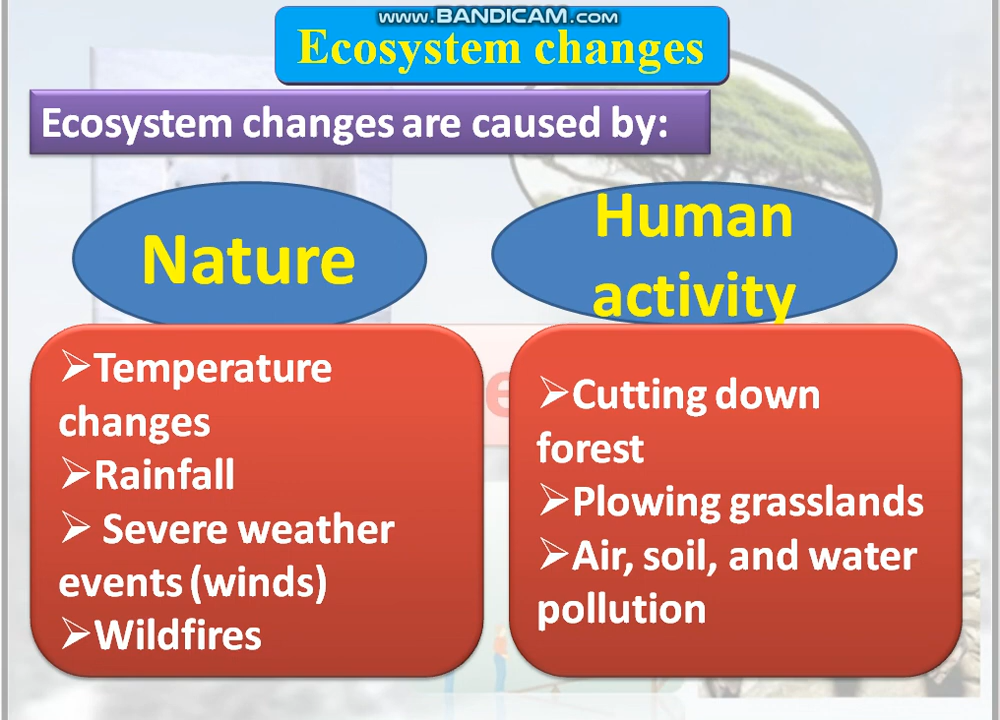 www.BANDICAM.com
Ecosystem changes
Ecosystem changes are caused by:
Nature
Human
activity
➢Temperature
changes
➢Rainfall
➢ Severe weather
events (winds)
➢Wildfires
➢Cutting down
forest
➢Plowing grasslands
➢Air, soil, and water
pollution